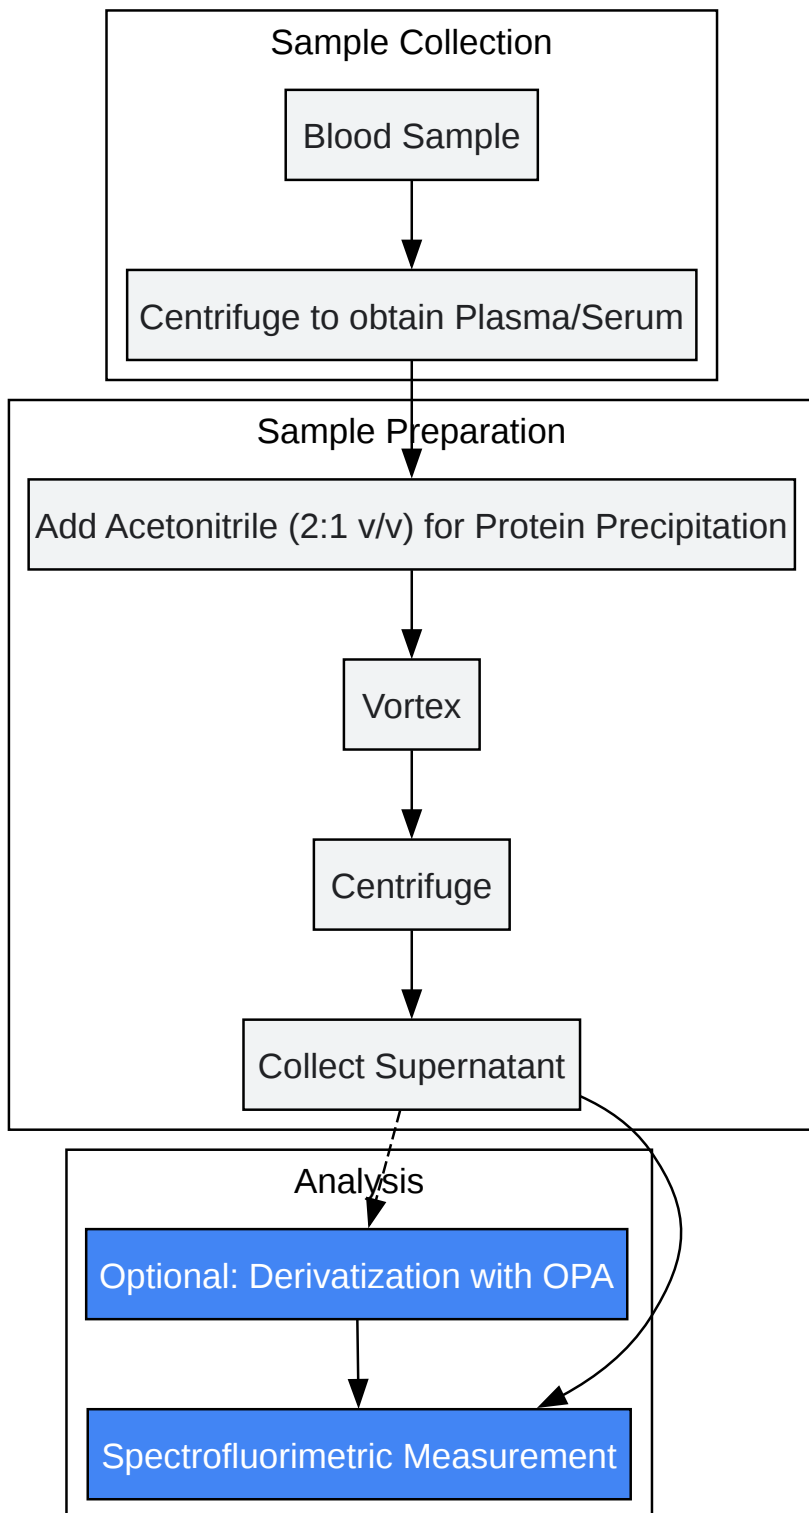 Sample Collection
Blood Sample
Centrifuge to obtain Plasma/Serum
Sample Preparation
Add Acetonitrile (2:1 v/v) for Protein Precipitation
Vortex
Centrifuge
Collect Supernatant
Analysis
Optional: Derivatization with OPA
Spectrofluorimetric Measurement